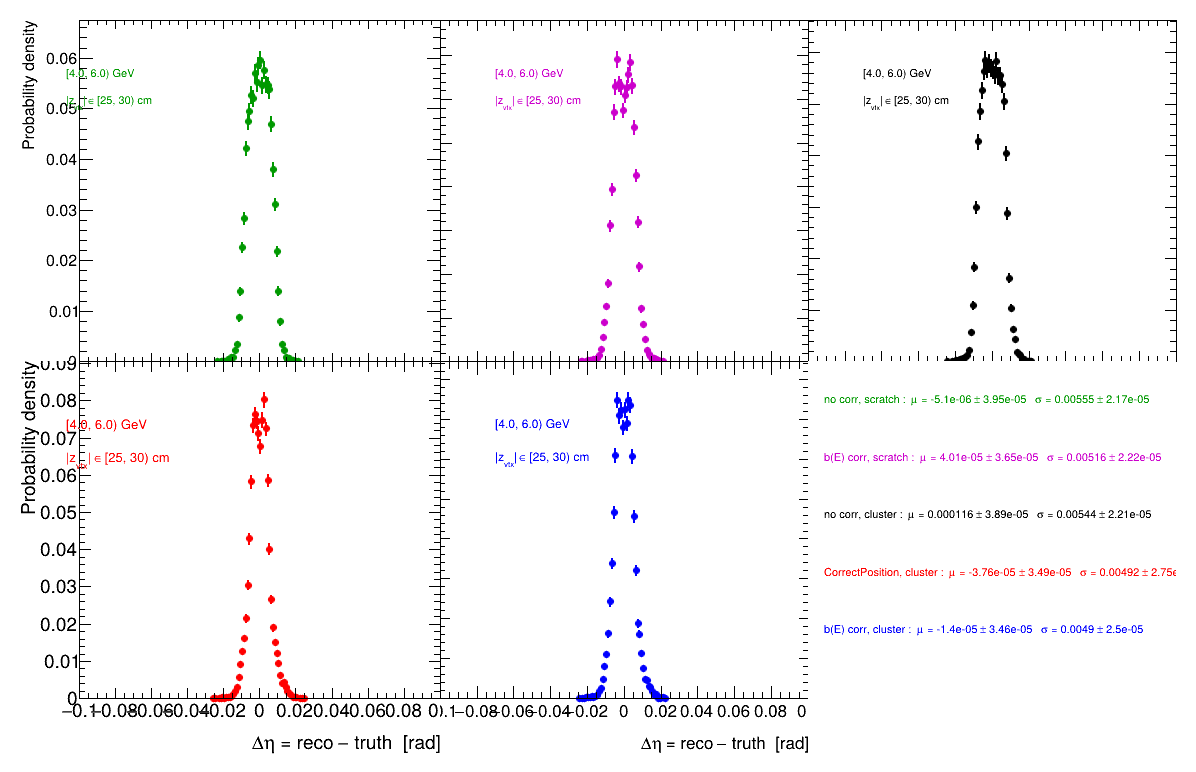 Probability density
0.06
0.05
0.04
0.03
0.02
0.01
0
[4.0, 6.0) GeV
|z_vtx| ∈ [25, 30) cm
[4.0, 6.0) GeV
|z_vtx| ∈ [25, 30) cm
[4.0, 6.0) GeV
|z_vtx| ∈ [25, 30) cm
Probability density
0.09
0.08
0.07
0.06
0.05
0.04
0.03
0.02
0.01
0
[4.0, 6.0) GeV
|z_vtx| ∈ [25, 30) cm
[4.0, 6.0) GeV
|z_vtx| ∈ [25, 30) cm
no corr, scratch : μ = -5.1e-06 ± 3.95e-05 σ = 0.00555 ± 2.17e-05
b(E) corr, scratch : μ = 4.01e-05 ± 3.65e-05 σ = 0.00516 ± 2.22e-05
no corr, cluster : μ = 0.000116 ± 3.89e-05 σ = 0.00544 ± 2.21e-05
CorrectPosition, cluster : μ = -3.76e-05 ± 3.49e-05 σ = 0.00492 ± 2.75e
b(E) corr, cluster : μ = -1.4e-05 ± 3.46e-05 σ = 0.0049 ± 2.5e-05
−0.1 −0.08 −0.06 −0.04 −0.02 0 0.02 0.04 0.06 0.08 0.1 −0.08 −0.06 −0.04 −0.02 0 0.02 0.04 0.06 0.08 0
Δη = reco − truth [rad]
Δη = reco − truth [rad]